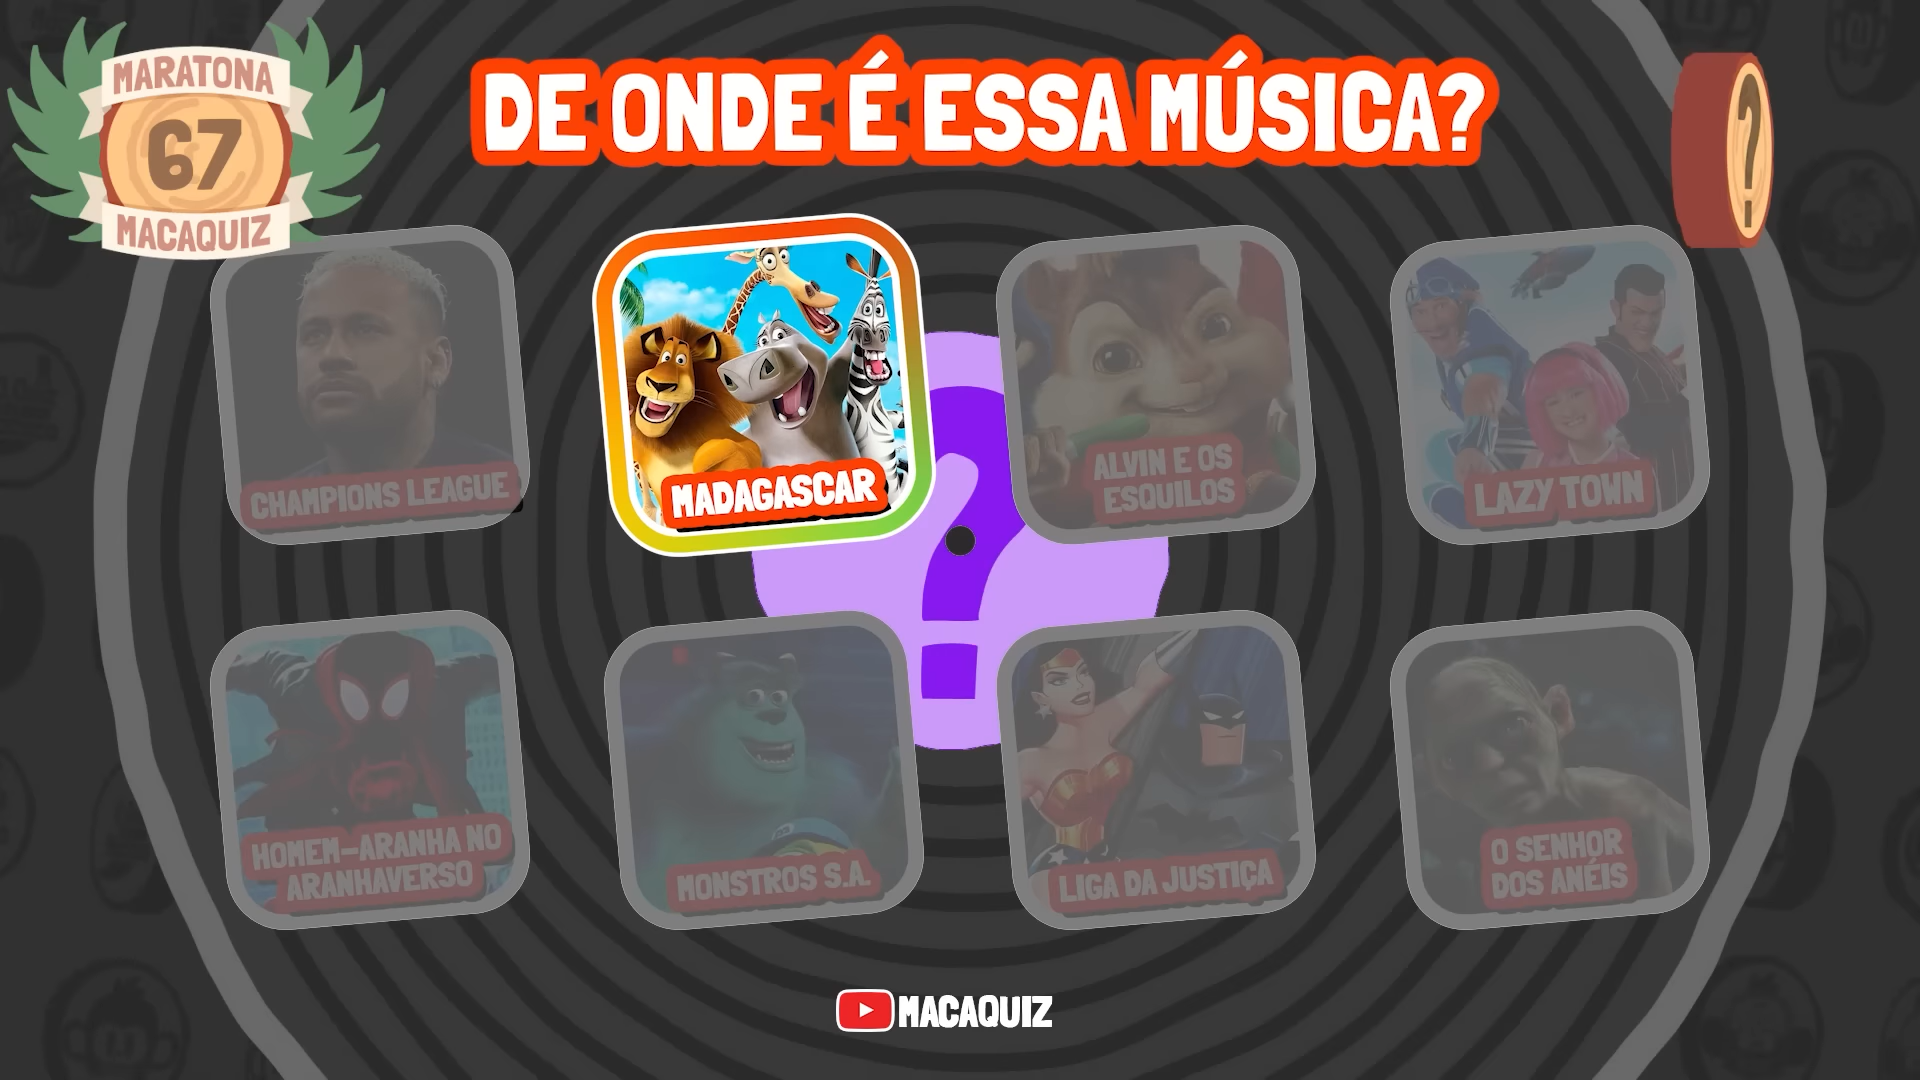 MARATONA
67
MACAQUIZ
DE ONDE É ESSA MÚSICA?
?
CHAMPIONS LEAGUE
MADAGASCAR
ALVIN E OS
ESQUILOS
LAZY TOWN
?
HOMEM-ARANHA NO
ARANHAVERSO
MONSTROS S.A.
LIGA DA JUSTIÇA
O SENHOR
DOS ANÉIS
MACAQUIZ